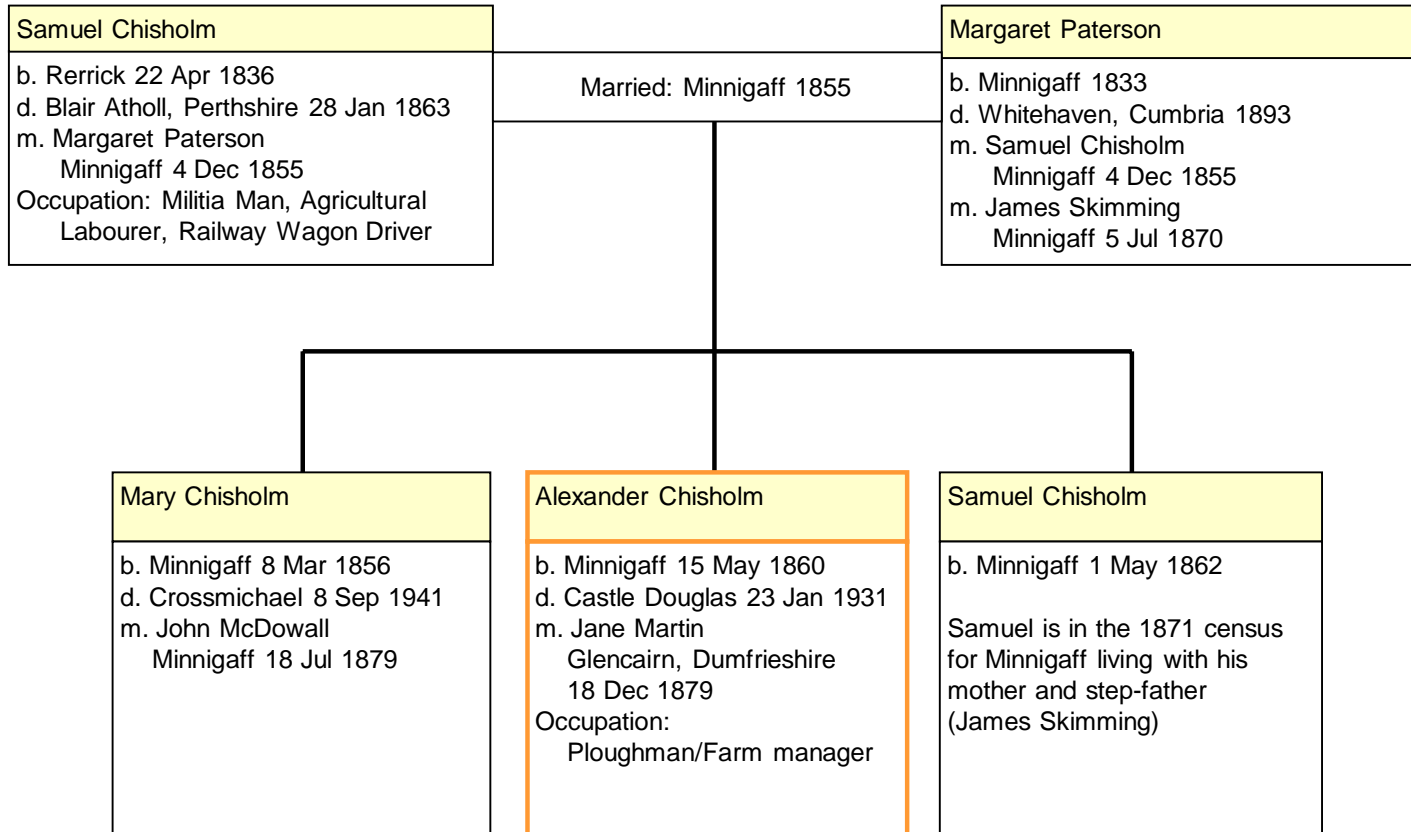 Samuel Chisholm
b. Rerrick 22 Apr 1836
d. Blair Atholl, Perthshire 28 Jan 1863
m. Margaret Paterson
Minnigaff 4 Dec 1855
Occupation: Militia Man, Agricultural
Labourer, Railway Wagon Driver
Married: Minnigaff 1855
Margaret Paterson
b. Minnigaff 1833
d. Whitehaven, Cumbria 1893
m. Samuel Chisholm
Minnigaff 4 Dec 1855
m. James Skimming
Minnigaff 5 Jul 1870
Mary Chisholm
b. Minnigaff 8 Mar 1856
d. Crossmichael 8 Sep 1941
m. John McDowall
Minnigaff 18 Jul 1879
Alexander Chisholm
b. Minnigaff 15 May 1860
d. Castle Douglas 23 Jan 1931
m. Jane Martin
Glencairn, Dumfrieshire
18 Dec 1879
Occupation:
Ploughman/Farm manager
Samuel Chisholm
b. Minnigaff 1 May 1862
Samuel is in the 1871 census
for Minnigaff living with his
mother and step-father
(James Skimming)